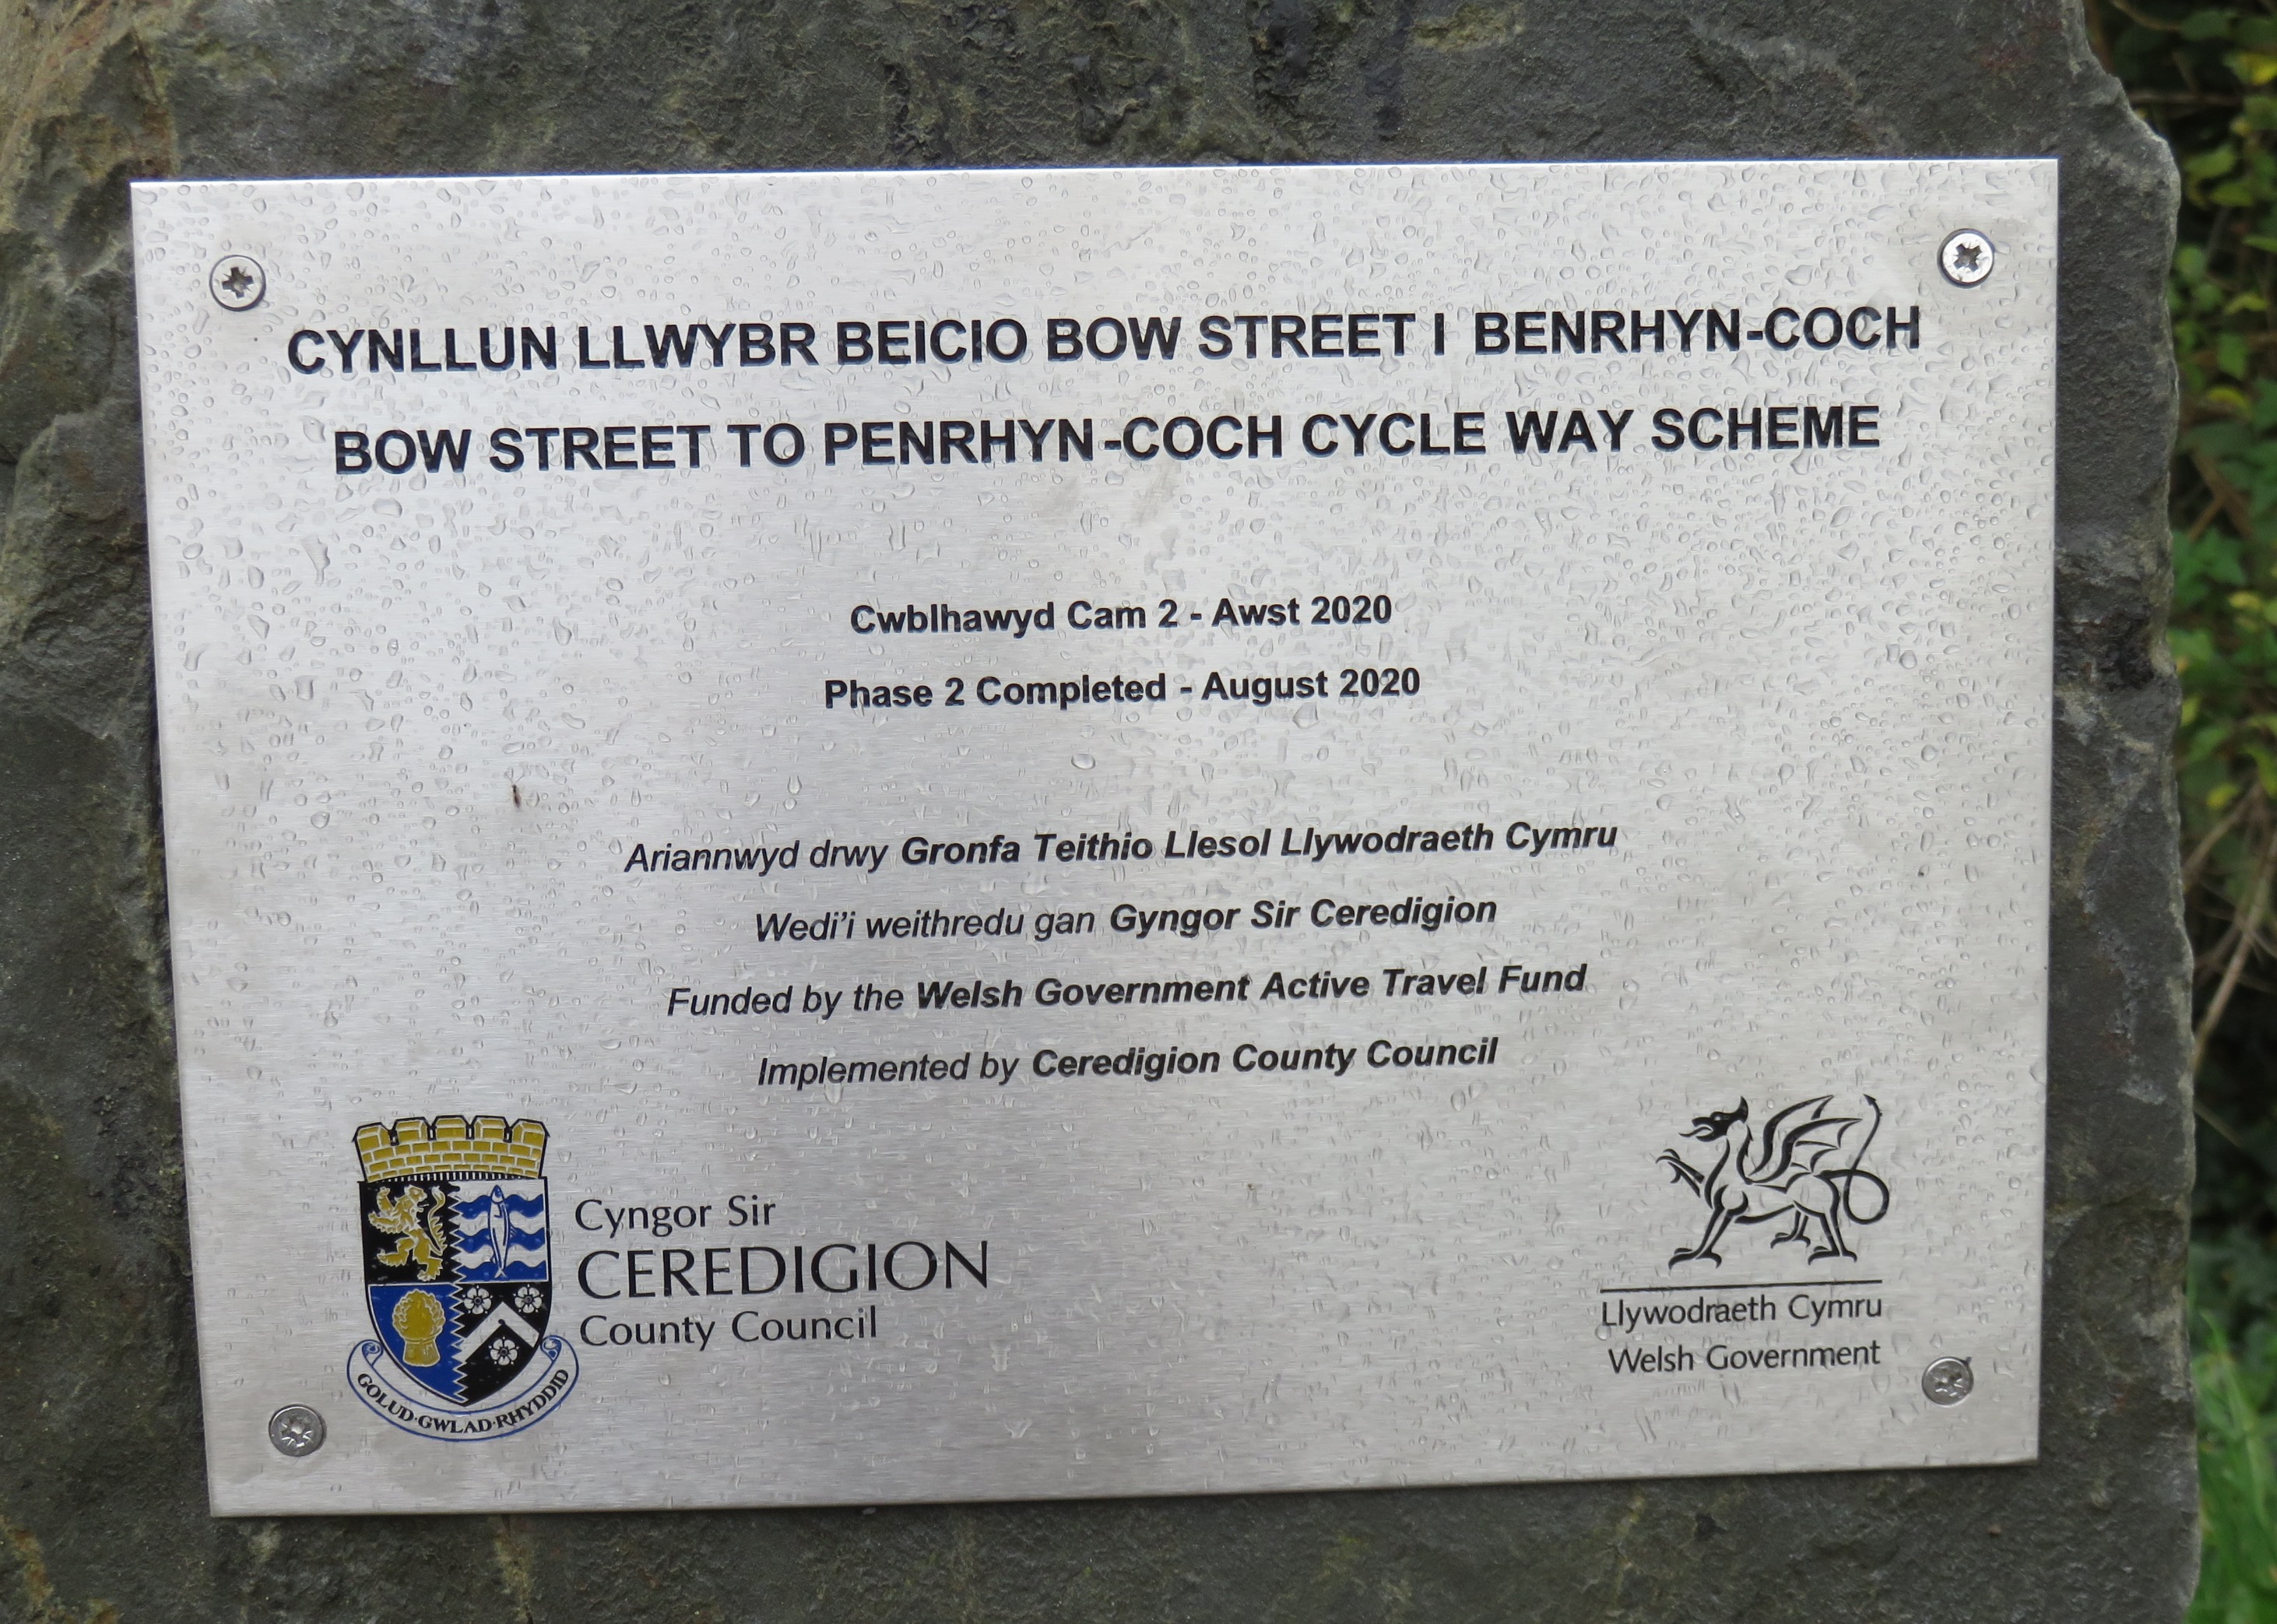 CYNLLUN LLWYBR BEICIO BOW STREET I BENRHYN-COCH
BOW STREET TO PENRHYN-COCH CYCLE WAY SCHEME
Cwblhawyd Cam 2 - Awst 2020
Phase 2 Completed - August 2020
Ariannwyd drwy Gronfa Teithio Llesol Llywodraeth Cymru
Wedi'i weithredu gan Gyngor Sir Ceredigion
Funded by the Welsh Government Active Travel Fund
Implemented by Ceredigion County Council
Cyngor Sir
CEREDIGION
County Council
GOLUD·GWLAD·RHYDDID
Llywodraeth Cymru
Welsh Government